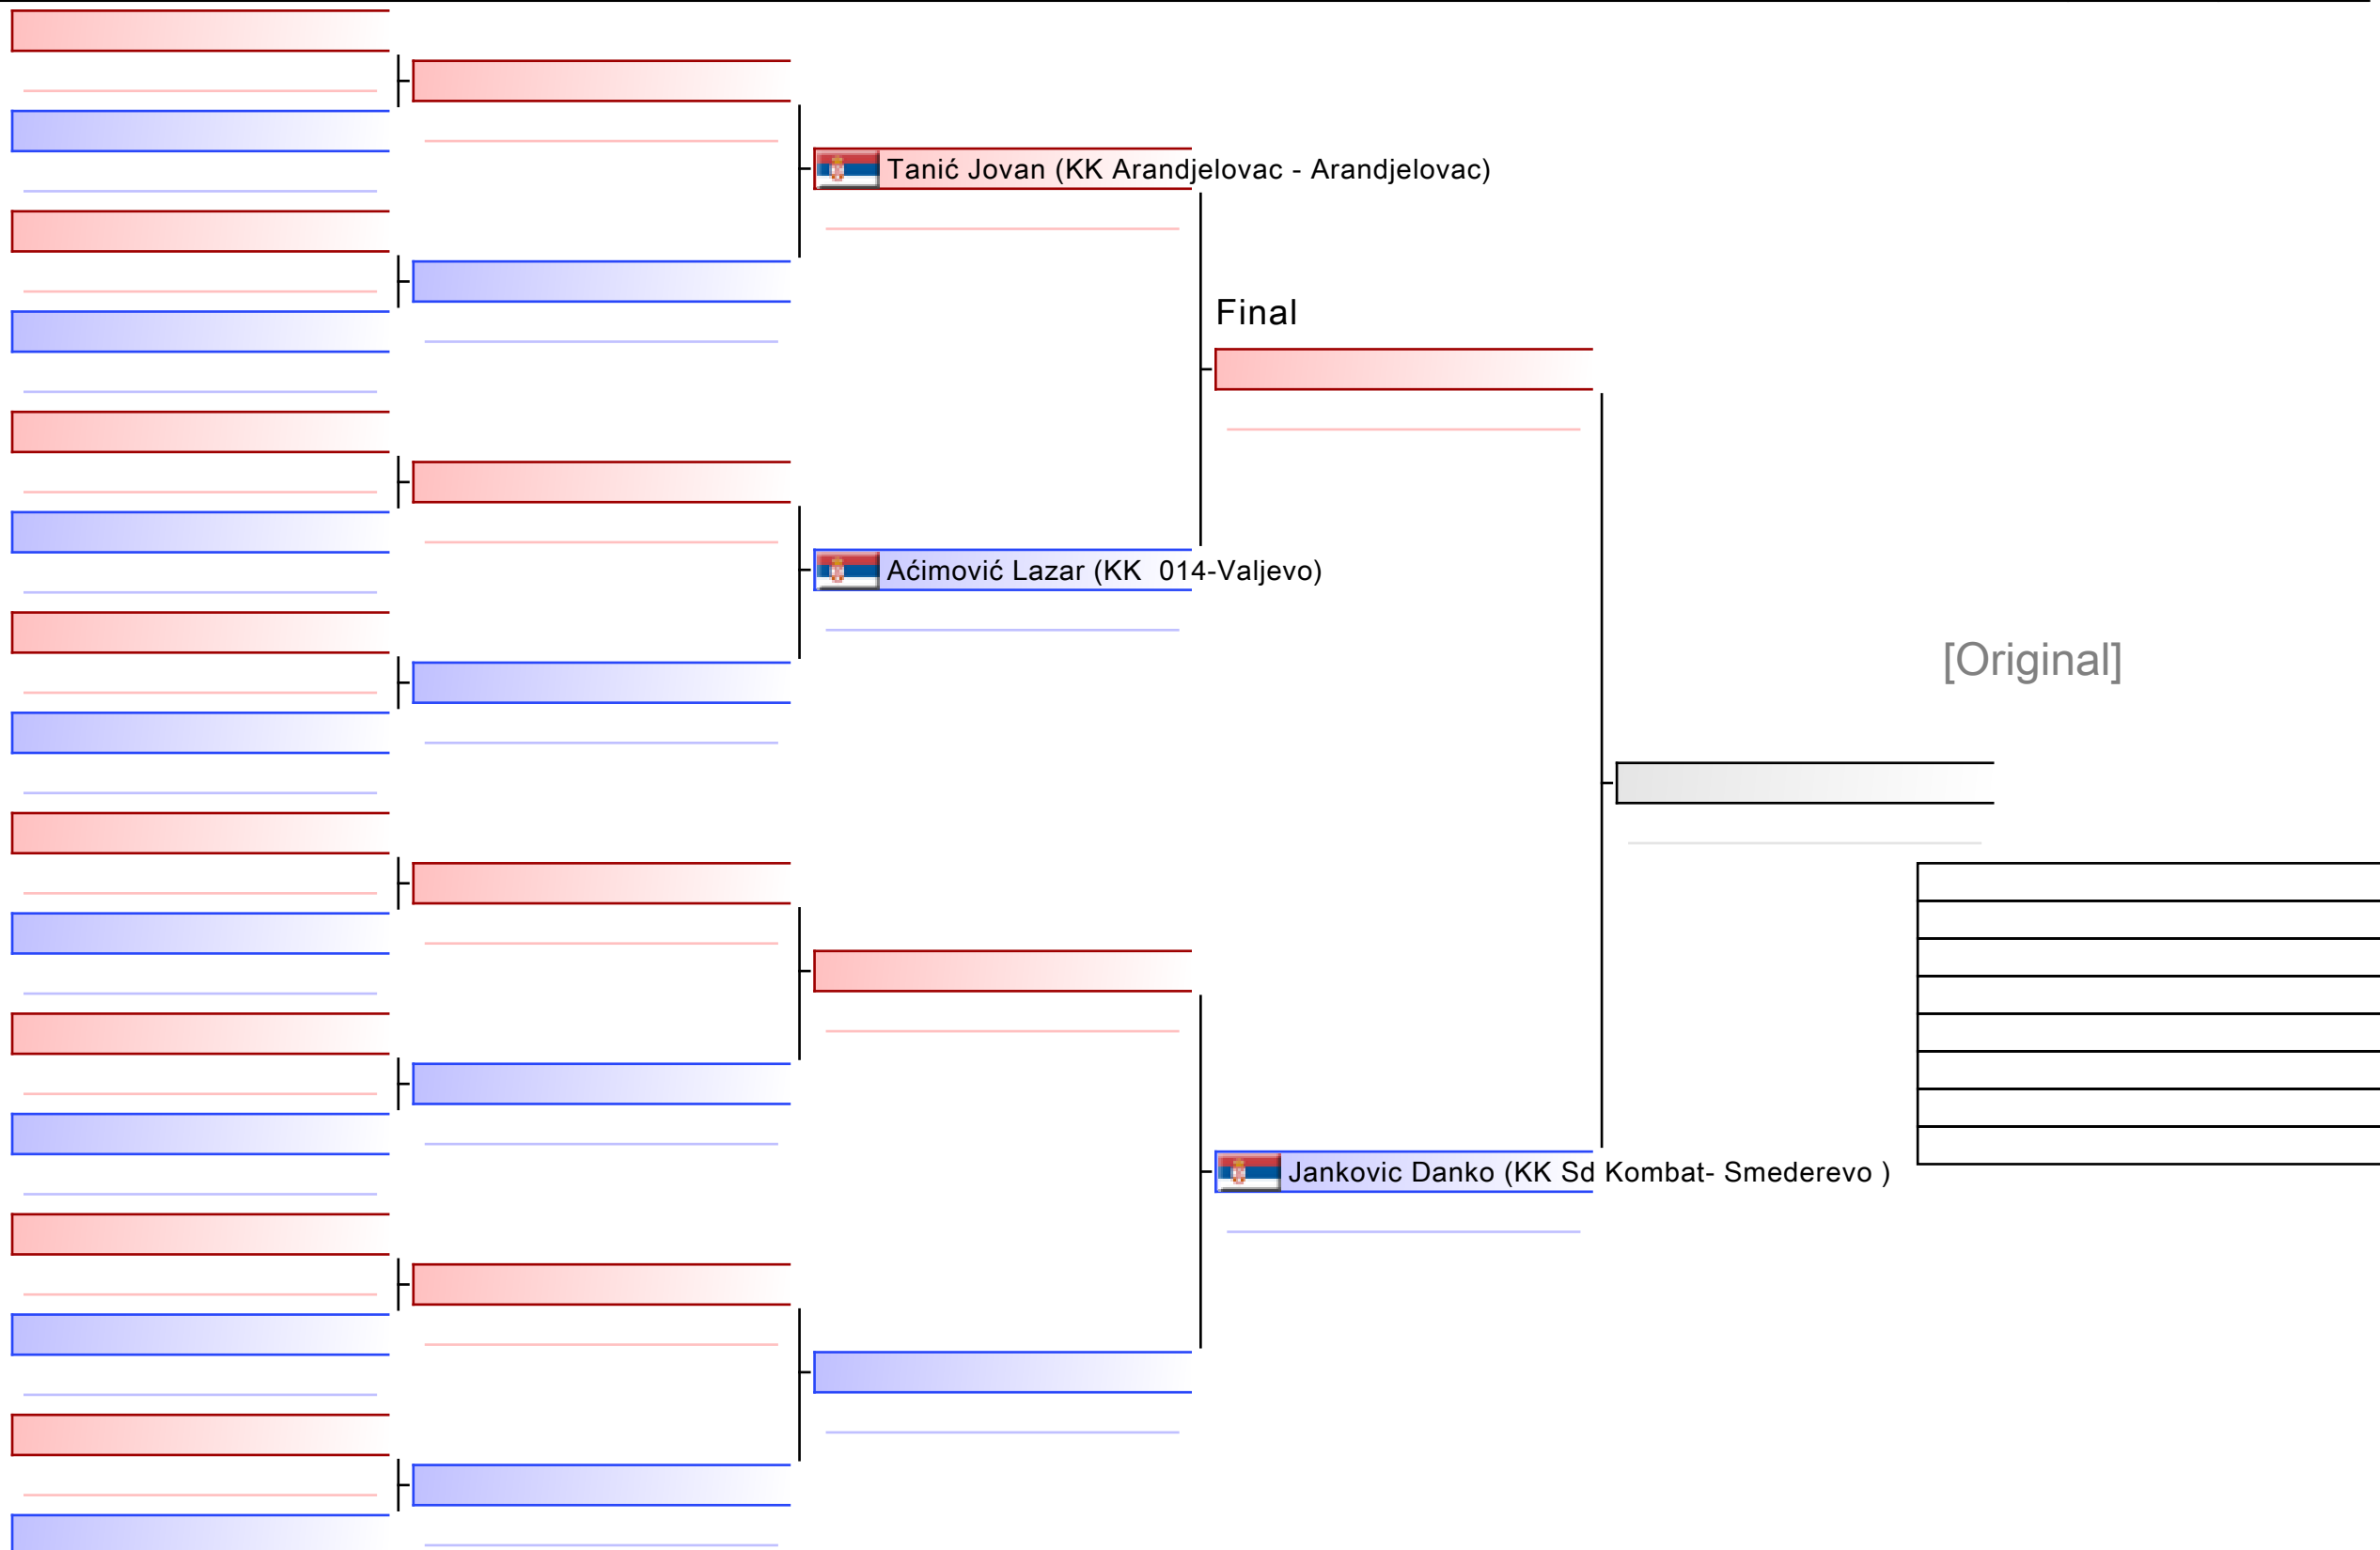 Tanić Jovan (KK Arandjelovac - Arandjelovac)
Final
Aćimović Lazar (KK  014-Valjevo)
[Original]
Jankovic Danko (KK Sd Kombat- Smederevo )